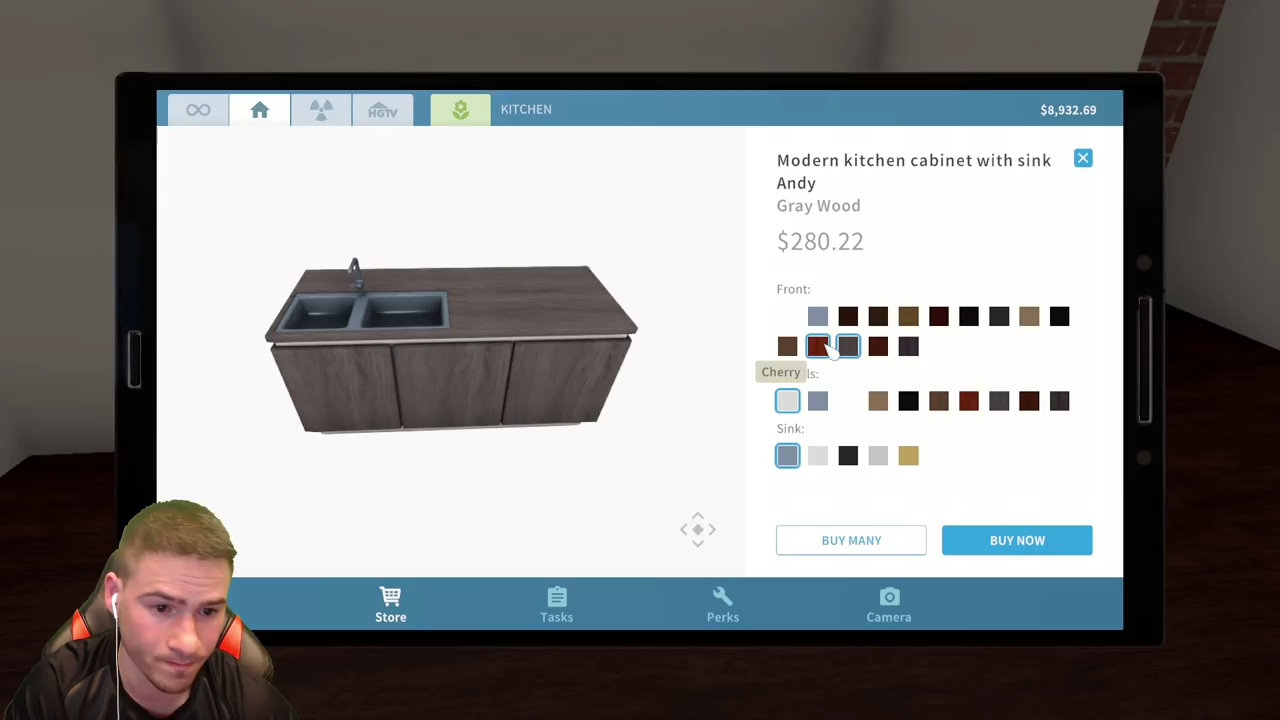 HGTV
KITCHEN
$8,932.69
Modern kitchen cabinet with sink
Andy
Gray Wood
$280.22
Front:
Cherry
ls:
Sink:
BUY MANY
BUY NOW
Store
Tasks
Perks
Camera